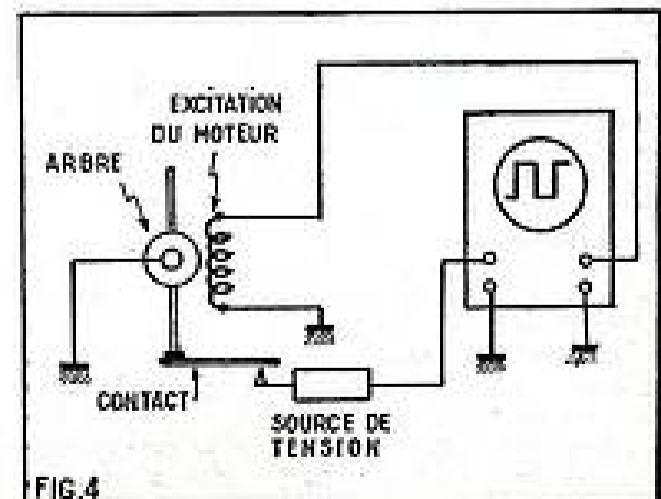 EXCITATION
DU MOTEUR
ARBRE
CONTACT
SOURCE DE
TENSION
FIG.4